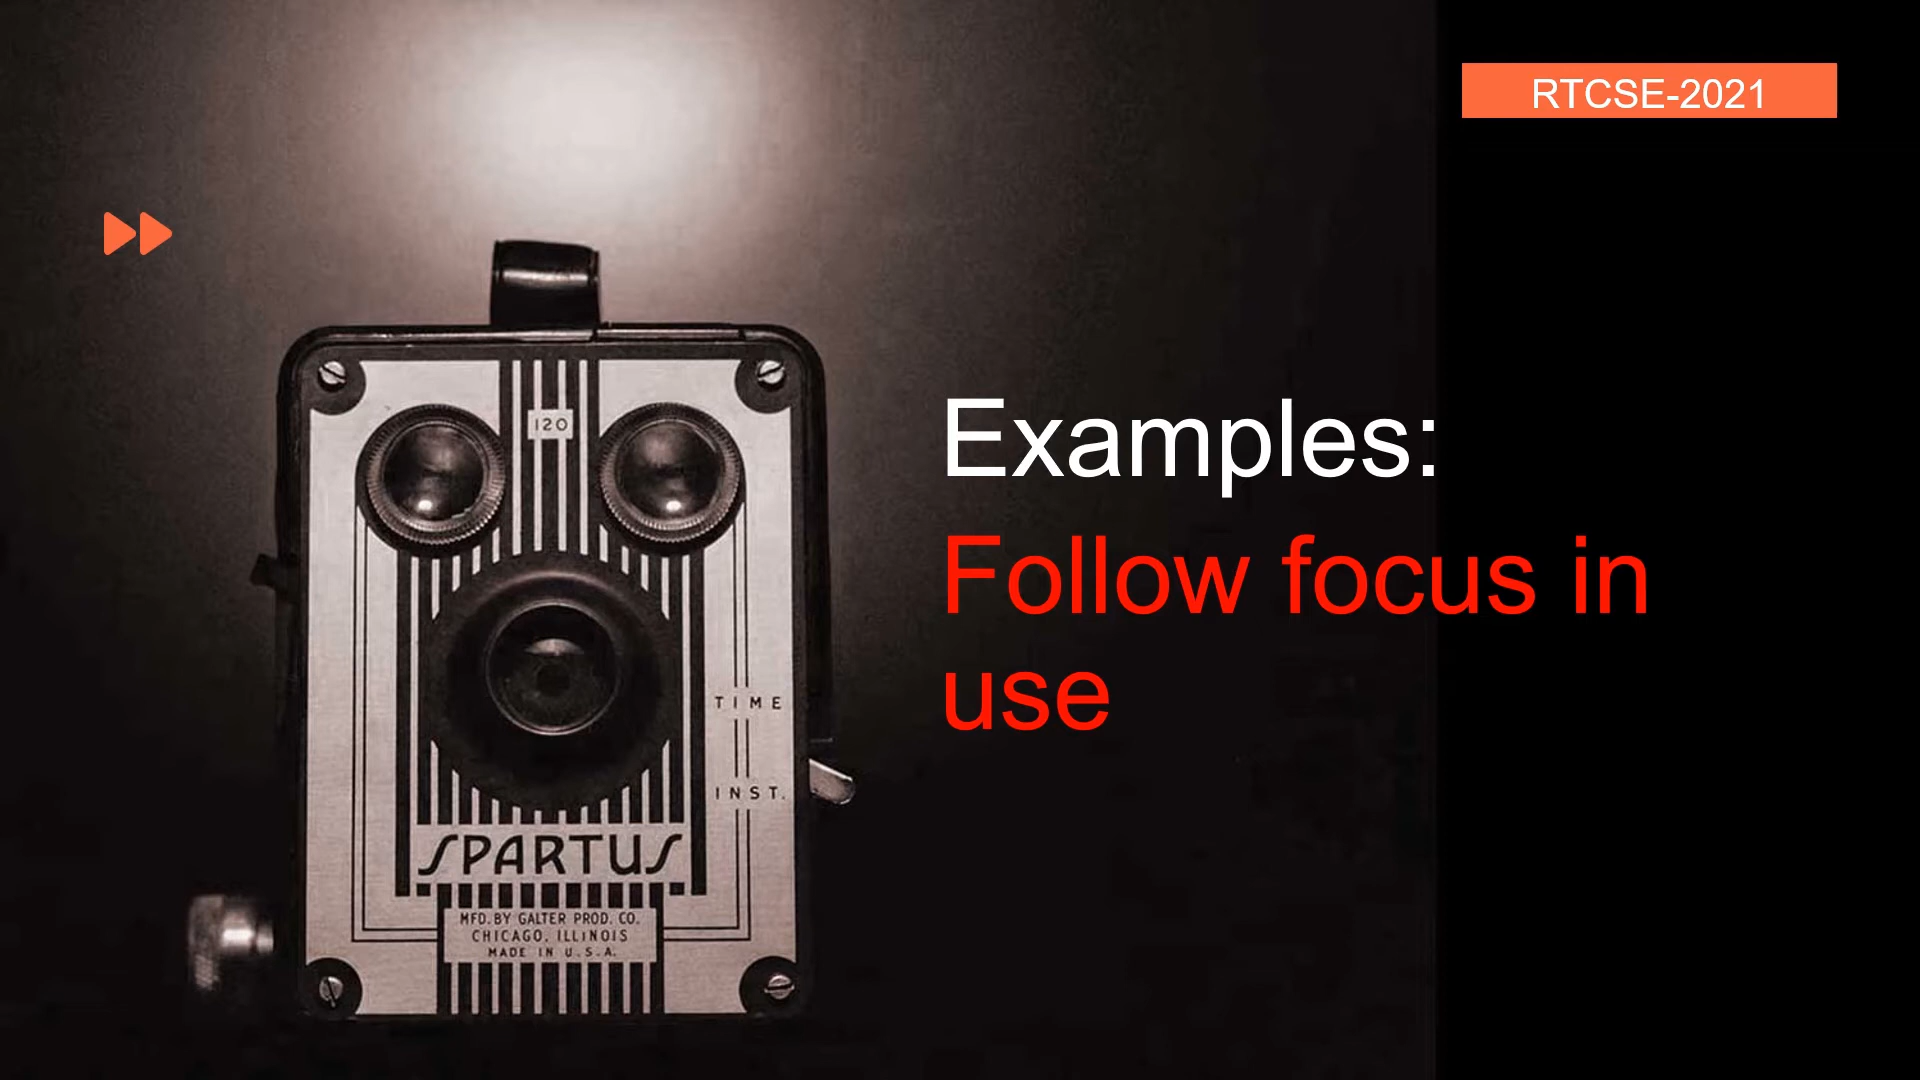 RTCSE-2021
120
Examples:
Follow focus in
use
TIME
INST.
SPARTUS
MFD. BY GALTER PROD. CO.
CHICAGO, ILLINOIS
MADE IN U.S.A.